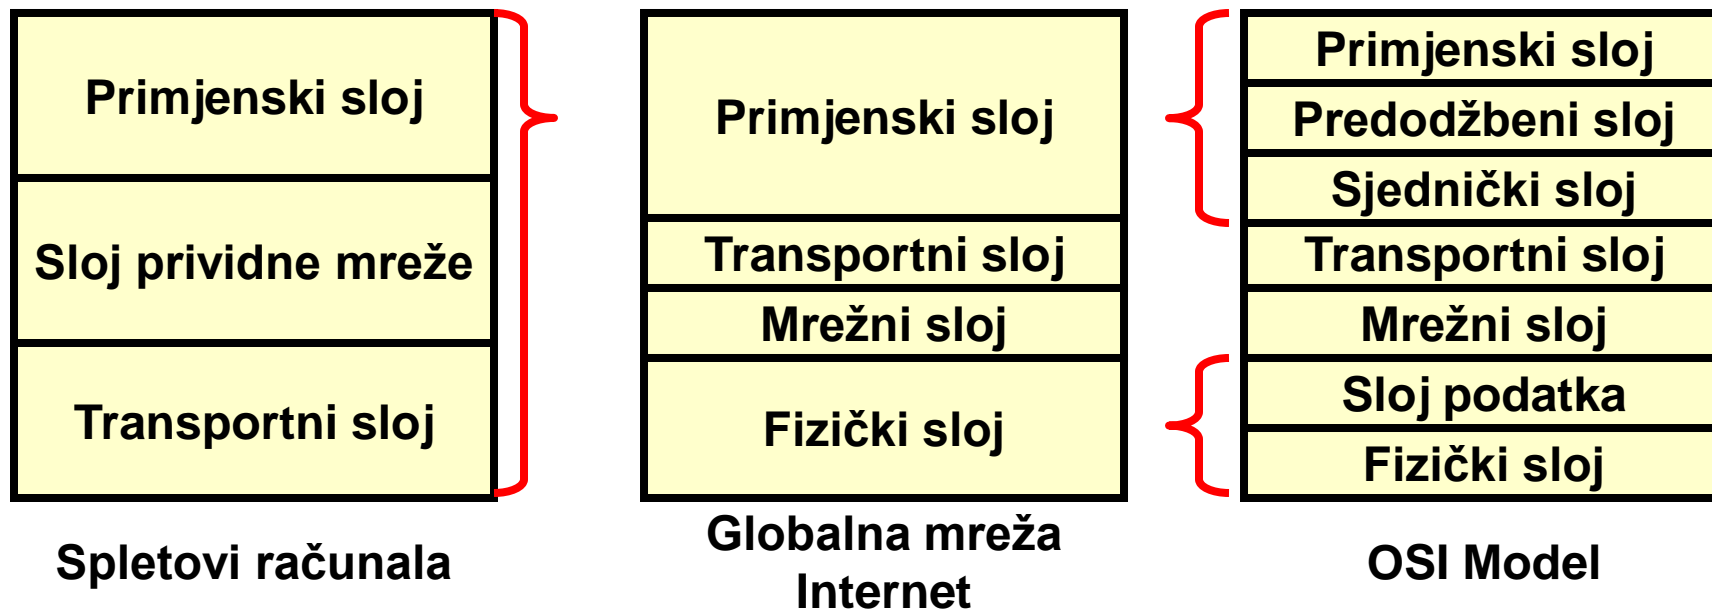 Primjenski sloj
Sloj prividne mreže
Transportni sloj
Spletovi računala
Primjenski sloj
Transportni sloj
Mrežni sloj
Fizički sloj
Globalna mreža
Internet
Primjenski sloj
Predodžbeni sloj
Sjednički sloj
Transportni sloj
Mrežni sloj
Sloj podatka
Fizički sloj
OSI Model